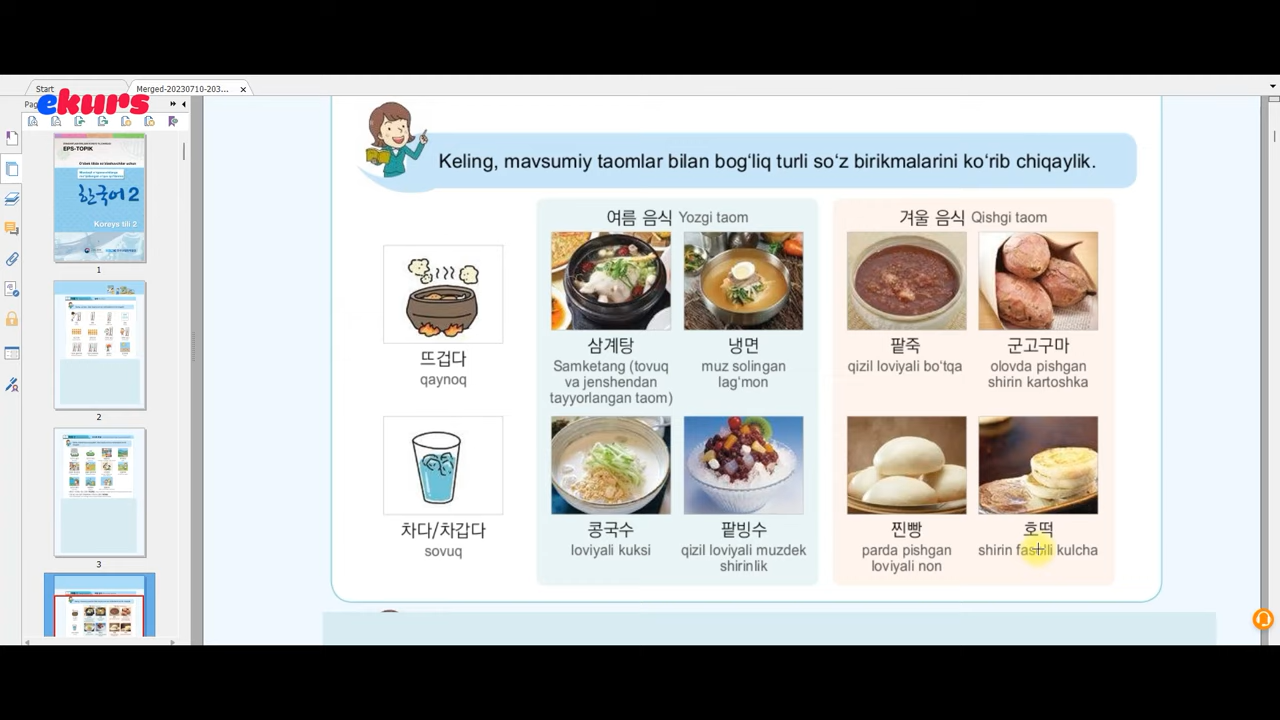 Start
Merged-20230710-203...
ekurs
EPS-TOPIK
한국어 2
Koreys tili 2
1
2
3
Keling, mavsumiy taomlar bilan bog‘liq turli so‘z birikmalarini ko‘rib chiqaylik.
여름 음식 Yozgi taom
겨울 음식 Qishgi taom
뜨겁다
qaynoq
삼계탕
Samketang (tovuq
va jenshendan
tayyorlangan taom)
냉면
muz solingan
lag‘mon
팥죽
qizil loviyali bo‘tqa
군고구마
olovda pishgan
shirin kartoshka
차다/차갑다
sovuq
콩국수
loviyali kuksi
팥빙수
qizil loviyali muzdek
shirinlik
찐빵
parda pishgan
loviyali non
호떡
shirin kulcha